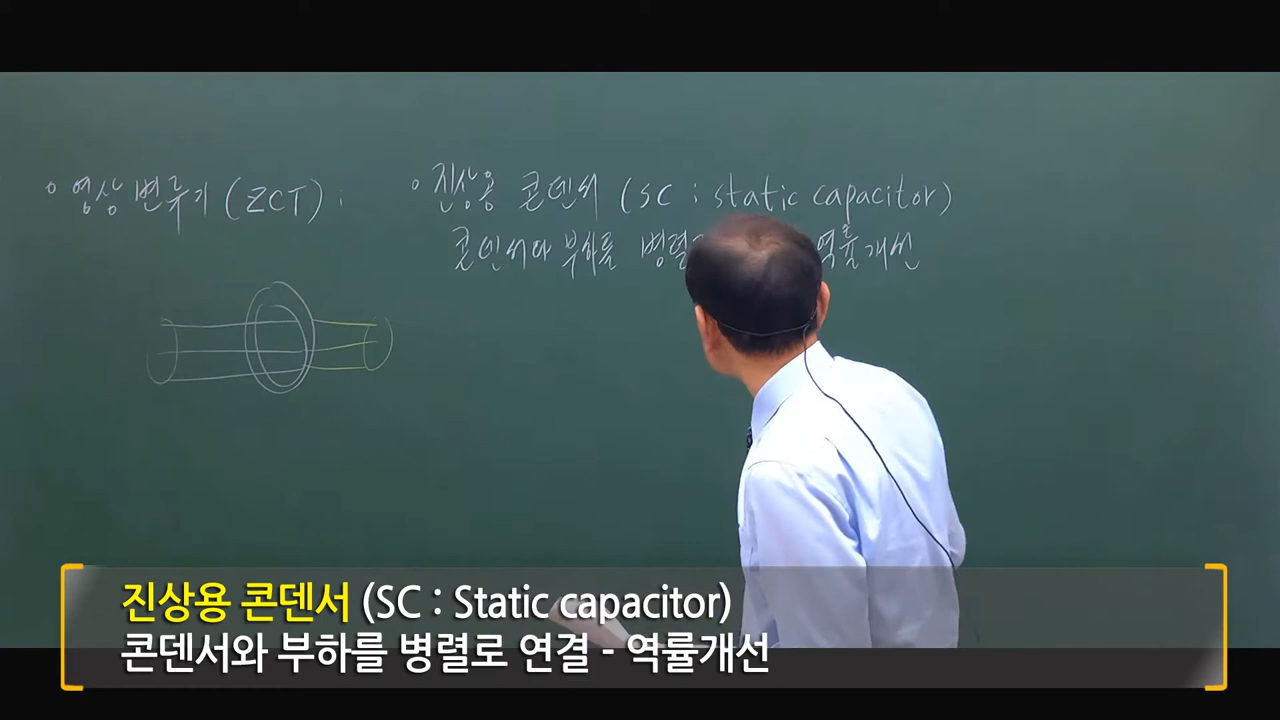 영상 변류기 (ZCT) :
진상용 콘덴서 (SC : static capacitor)
콘덴서와 부하를 병렬 역률개선
진상용 콘덴서 (SC : Static capacitor)
콘덴서와 부하를 병렬로 연결 - 역률개선